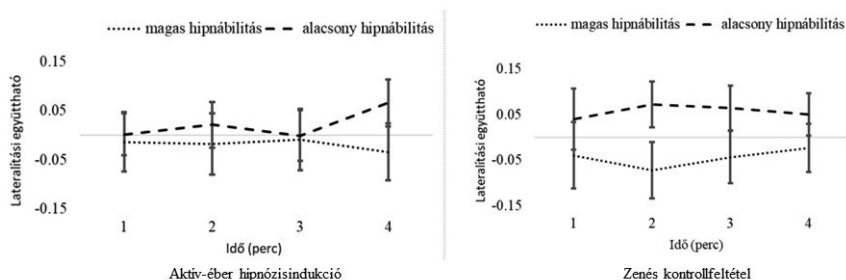 magas hipnábilitás alacsony hipnábilitás
0.15
0.05
-0.05
-0.15
Lateralitási együttható
1 2 3 4
Idő (perc)
Aktív-éber hipnózisindukció
magas hipnábilitás alacsony hipnábilitás
0.15
0.05
-0.05
-0.15
Lateralitási együttható
1 2 3 4
Idő (perc)
Zenés kontrollfeltétel